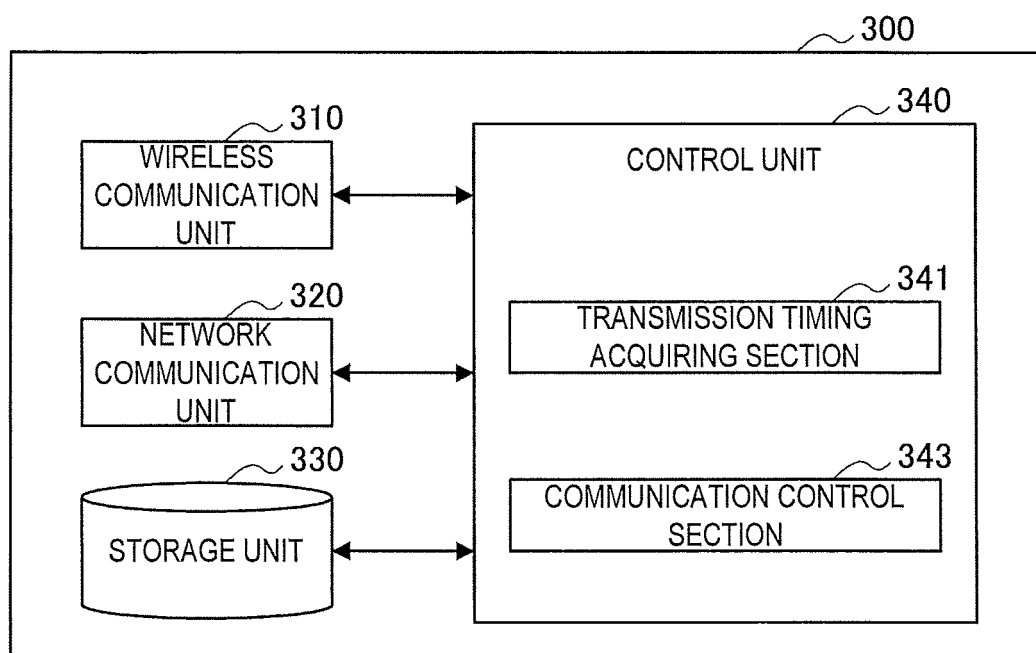 300
310
WIRELESS
COMMUNICATION
UNIT
340
CONTROL UNIT
320
NETWORK
COMMUNICATION
UNIT
341
TRANSMISSION TIMING
ACQUIRING SECTION
330
STORAGE UNIT
343
COMMUNICATION CONTROL
SECTION